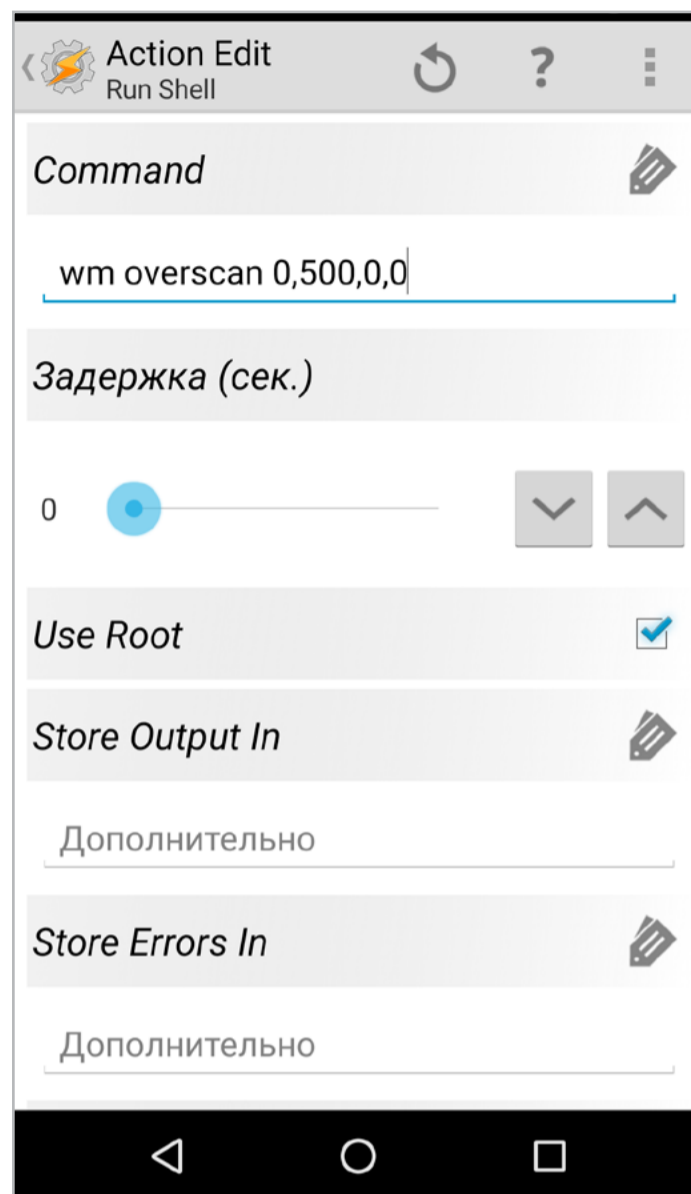 Action Edit
Run Shell
?
Command
wm overscan 0,500,0,0
Задержка (сек.)
0
Use Root
Store Output In
Дополнительно
Store Errors In
Дополнительно